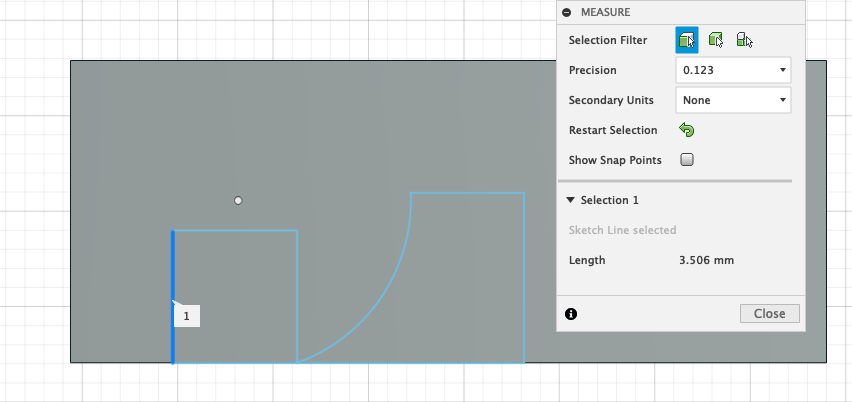 MEASURE
Selection Filter
Precision 0.123
Secondary Units None
Restart Selection
Show Snap Points
Selection 1
Sketch Line selected
Length 3.506 mm
1
Close